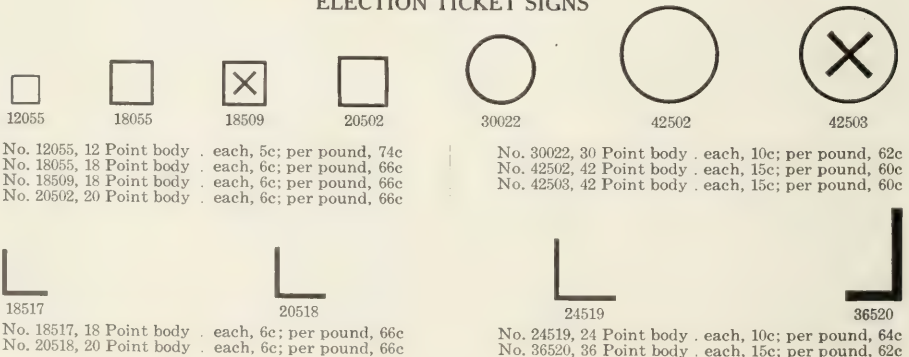 ELECTION TICKET SIGNS
12055 18055 18509 20502 30022 42502 42503
No. 12055, 12 Point body . each, 5c; per pound, 74c
No. 18055, 18 Point body . each, 6c; per pound, 66c
No. 18509, 18 Point body . each, 6c; per pound, 66c
No. 20502, 20 Point body . each, 6c; per pound, 66c
No. 30022, 30 Point body . each, 10c; per pound, 62c
No. 42502, 42 Point body . each, 15c; per pound, 60c
No. 42503, 42 Point body . each, 15c; per pound, 60c
18517 20518 24519 36520
No. 18517, 18 Point body . each, 6c; per pound, 66c
No. 20518, 20 Point body . each, 6c; per pound, 66c
No. 24519, 24 Point body . each, 10c; per pound, 64c
No. 36520, 36 Point body . each, 15c; per pound, 62c